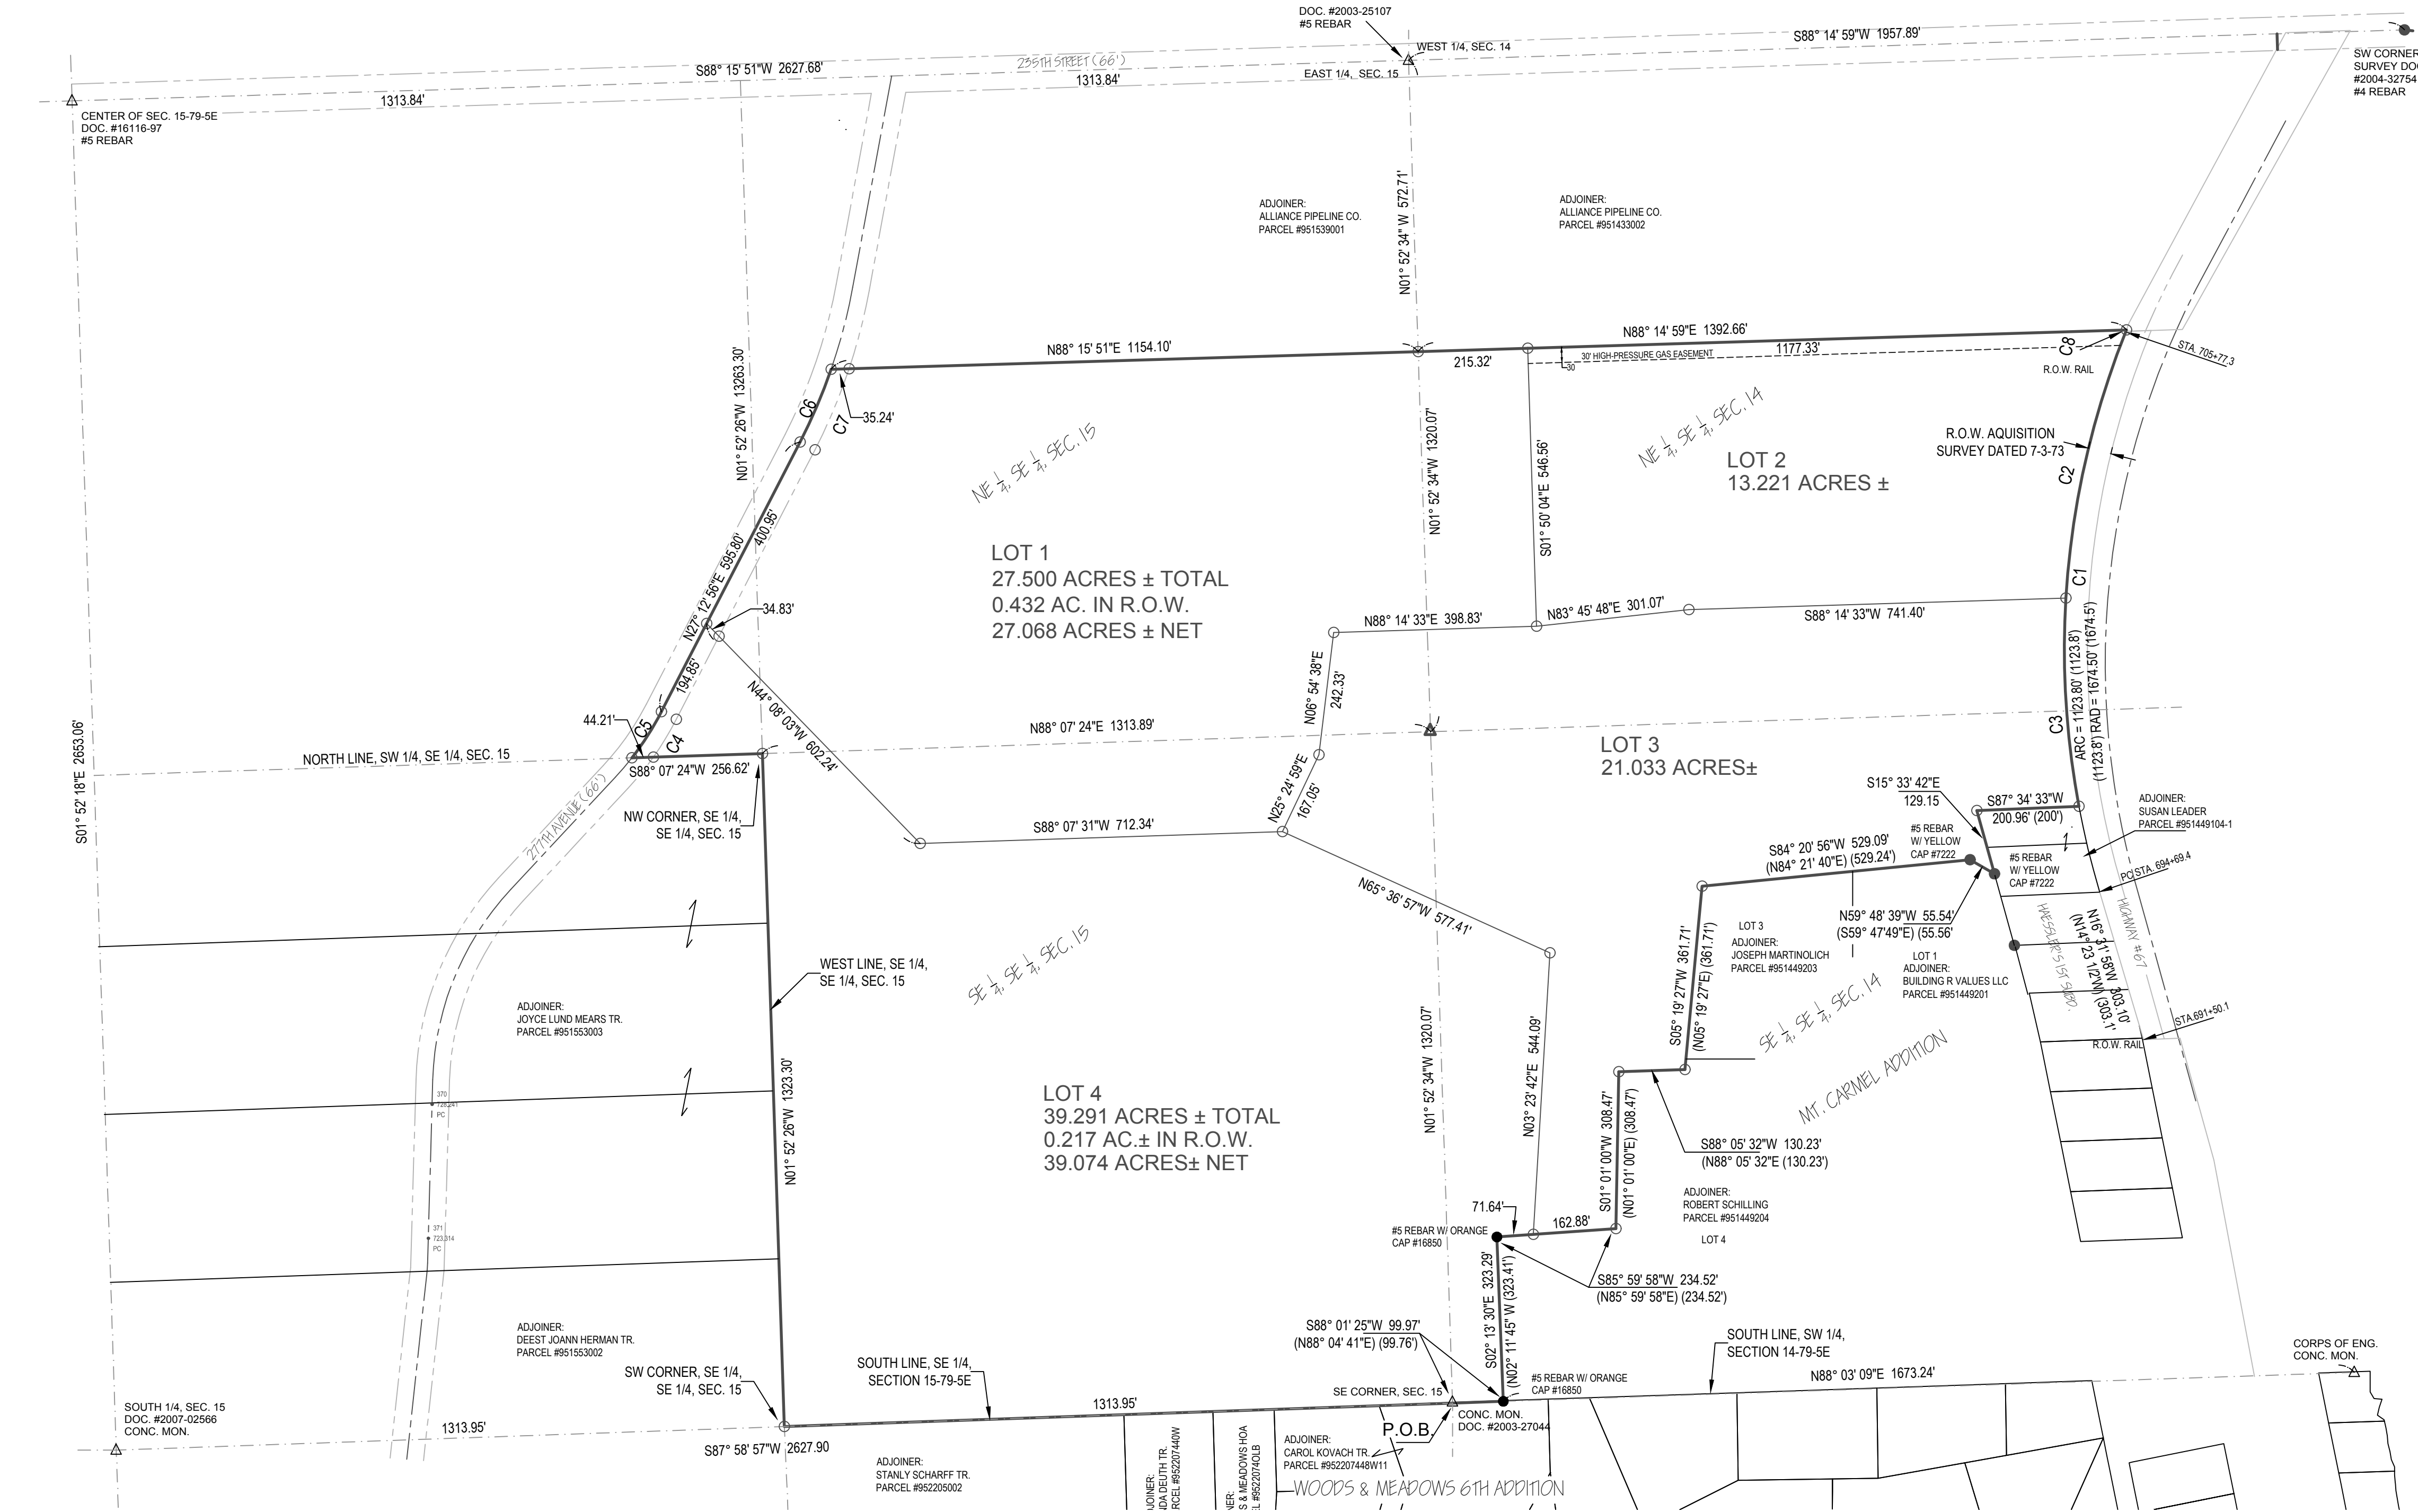 DOC. #2003-25107
#5 REBAR
WEST 1/4, SEC. 14
S88° 14' 59"W 1957.89'
SW CORNER
#2004-32754
#4 REBAR
S88° 15' 51"W 2627.68'
235TH STREET (66')
1313.84'
EAST 1/4, SEC. 15
1313.84'
CENTER OF SEC. 15-79-5E
DOC. #16116-97
#5 REBAR
N01° 52' 34" W 572.71'
ADJOINER:
ALLIANCE PIPELINE CO.
PARCEL #951539001
ADJOINER:
ALLIANCE PIPELINE CO.
PARCEL #951433002
N88° 15' 51"E 1154.10'
N88° 14' 59"E 1392.66'
215.32'
30' HIGH-PRESSURE GAS EASEMENT
1177.33'
30
C8
STA. 705+77.3
R.O.W. RAIL
N01° 52' 26"W 13263.30'
C6
C7
35.24'
NE 1/4, SE 1/4, SEC. 15
N01° 52' 34"W 1320.07'
S01° 50' 04"E 546.56'
NE 1/4, SE 1/4, SEC. 14
R.O.W. AQUISITION
SURVEY DATED 7-3-73
LOT 2
13.221 ACRES ±
C2
N27° 12' 56"E 595.80'
400.95'
LOT 1
27.500 ACRES ± TOTAL
0.432 AC. IN R.O.W.
27.068 ACRES ± NET
34.83'
194.85'
N88° 14' 33"E 398.83'
N83° 45' 48"E 301.07'
S88° 14' 33"W 741.40'
C1
ARC = 1123.80' (1123.8')
(1123.8') RAD = 1674.50' (1674.5')
N44° 08' 03"W 602.24'
N06° 54' 38"E
242.33'
44.21'
C5
C4
N88° 07' 24"E 1313.89'
C3
NORTH LINE, SW 1/4, SE 1/4, SEC. 15
S88° 07' 24"W 256.62'
S01° 52' 18"E 2653.06'
277TH AVENUE (66')
NW CORNER, SE 1/4,
SE 1/4, SEC. 15
LOT 3
21.033 ACRES±
N25° 24' 59"E
167.05'
S15° 33' 42"E
129.15
S87° 34' 33"W
200.96' (200')
ADJOINER:
SUSAN LEADER
PARCEL #951449104-1
S88° 07' 31"W 712.34'
#5 REBAR
W/ YELLOW
CAP #7222
#5 REBAR
W/ YELLOW
CAP #7222
S84° 20' 56"W 529.09'
(N84° 21' 40"E) (529.24')
PC STA. 694+69.4
N65° 36' 57"W 577.41'
N59° 48' 39"W 55.54'
(S59° 47'49"E) (55.56'
HAESSLER'S 1ST SUBD.
N16° 31' 58"W 303.10'
(N14° 23 1/2'W) (303.1'
HIGHWAY #67
LOT 3
ADJOINER:
JOSEPH MARTINOLICH
PARCEL #951449203
LOT 1
ADJOINER:
BUILDING R VALUES LLC
PARCEL #951449201
S05° 19' 27"W 361.71'
(N05° 19' 27"E) (361.71')
SE 1/4, SE 1/4, SEC. 15
WEST LINE, SE 1/4,
SE 1/4, SEC. 15
ADJOINER:
JOYCE LUND MEARS TR.
PARCEL #951553003
SE 1/4, SE 1/4, SEC. 14
STA.691+50.1
R.O.W. RAIL
MT. CARMEL ADDITION
370
728.241
PC
N01° 52' 26"W 1323.30'
LOT 4
39.291 ACRES ± TOTAL
0.217 AC.± IN R.O.W.
39.074 ACRES± NET
N01° 52' 34"W 1320.07'
N03° 23' 42"E 544.09'
S01° 01' 00"W 308.47'
(N01° 01' 00"E) (308.47')
S88° 05' 32"W 130.23'
(N88° 05' 32"E (130.23')
ADJOINER:
ROBERT SCHILLING
PARCEL #951449204
LOT 4
71.64'
162.88'
#5 REBAR W/ ORANGE
CAP #16850
371
723.314
PC
S85° 59' 58"W 234.52'
(N85° 59' 58"E) (234.52')
S02° 13' 30"E 323.29'
(N02° 11' 45" W (323.41')
S88° 01' 25"W 99.97'
(N88° 04' 41"E) (99.76')
ADJOINER:
DEEST JOANN HERMAN TR.
PARCEL #951553002
SOUTH LINE, SW 1/4,
SECTION 14-79-5E
CORPS OF ENG.
CONC. MON.
SW CORNER, SE 1/4,
SE 1/4, SEC. 15
SOUTH LINE, SE 1/4,
SECTION 15-79-5E
#5 REBAR W/ ORANGE
CAP #16850
N88° 03' 09"E 1673.24'
SE CORNER, SEC. 15
1313.95'
SOUTH 1/4, SEC. 15
DOC. #2007-02566
CONC. MON.
1313.95'
P.O.B.
CONC. MON.
DOC. #2003-27044
S87° 58' 57"W 2627.90
ADJOINER:
STANLY SCHARFF TR.
PARCEL #952205002
DEUTH TR.
#952207440W
& MEADOWS HOA
#952207440LB
ADJOINER:
CAROL KOVACH TR.
PARCEL #952207448W11
WOODS & MEADOWS 6TH ADDITION